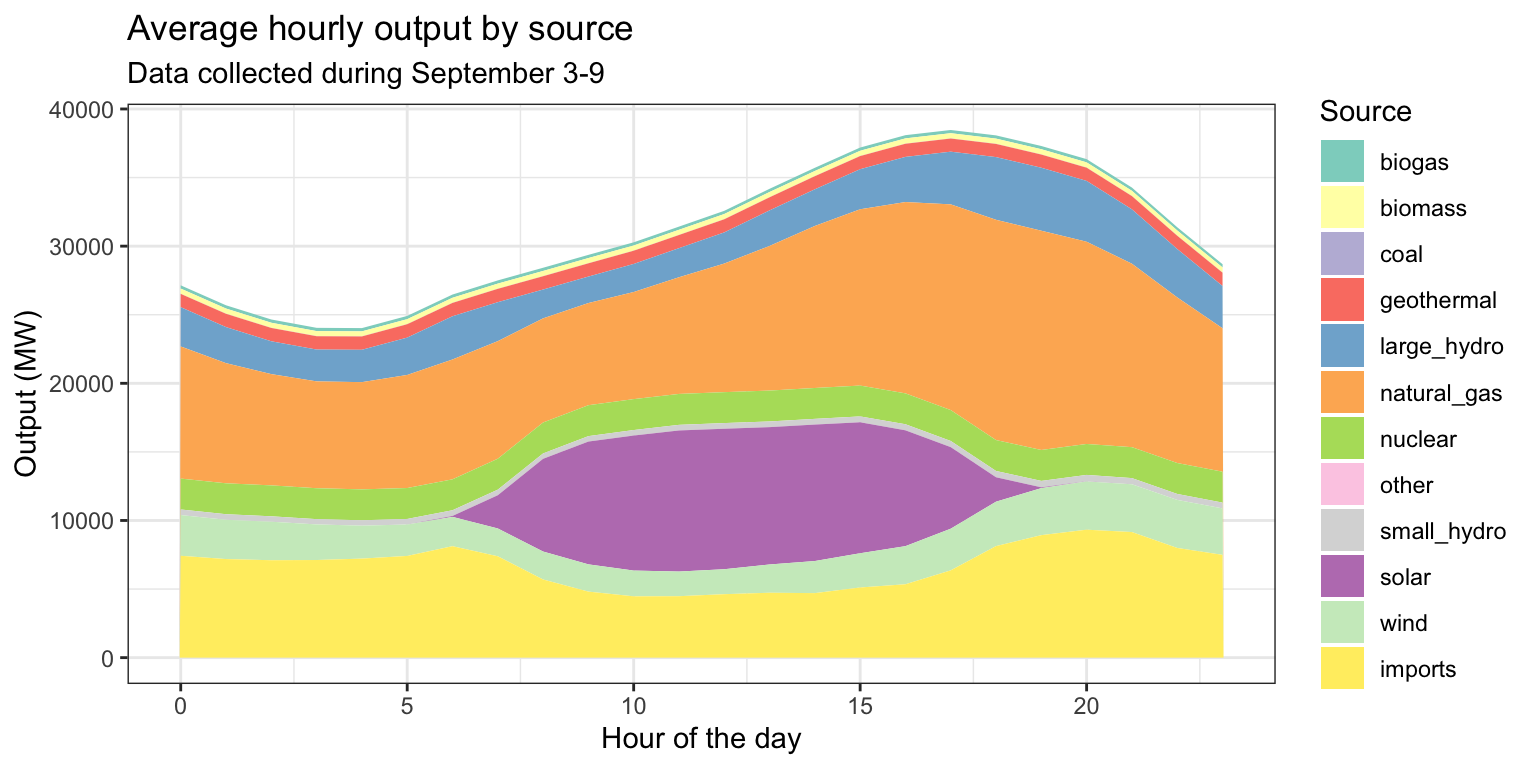 Average hourly output by source
Data collected during September 3-9
Output (MW)
40000
30000
20000
10000
0
0 5 10 15 20
Hour of the day
Source
biogas
biomass
coal
geothermal
large_hydro
natural_gas
nuclear
other
small_hydro
solar
wind
imports